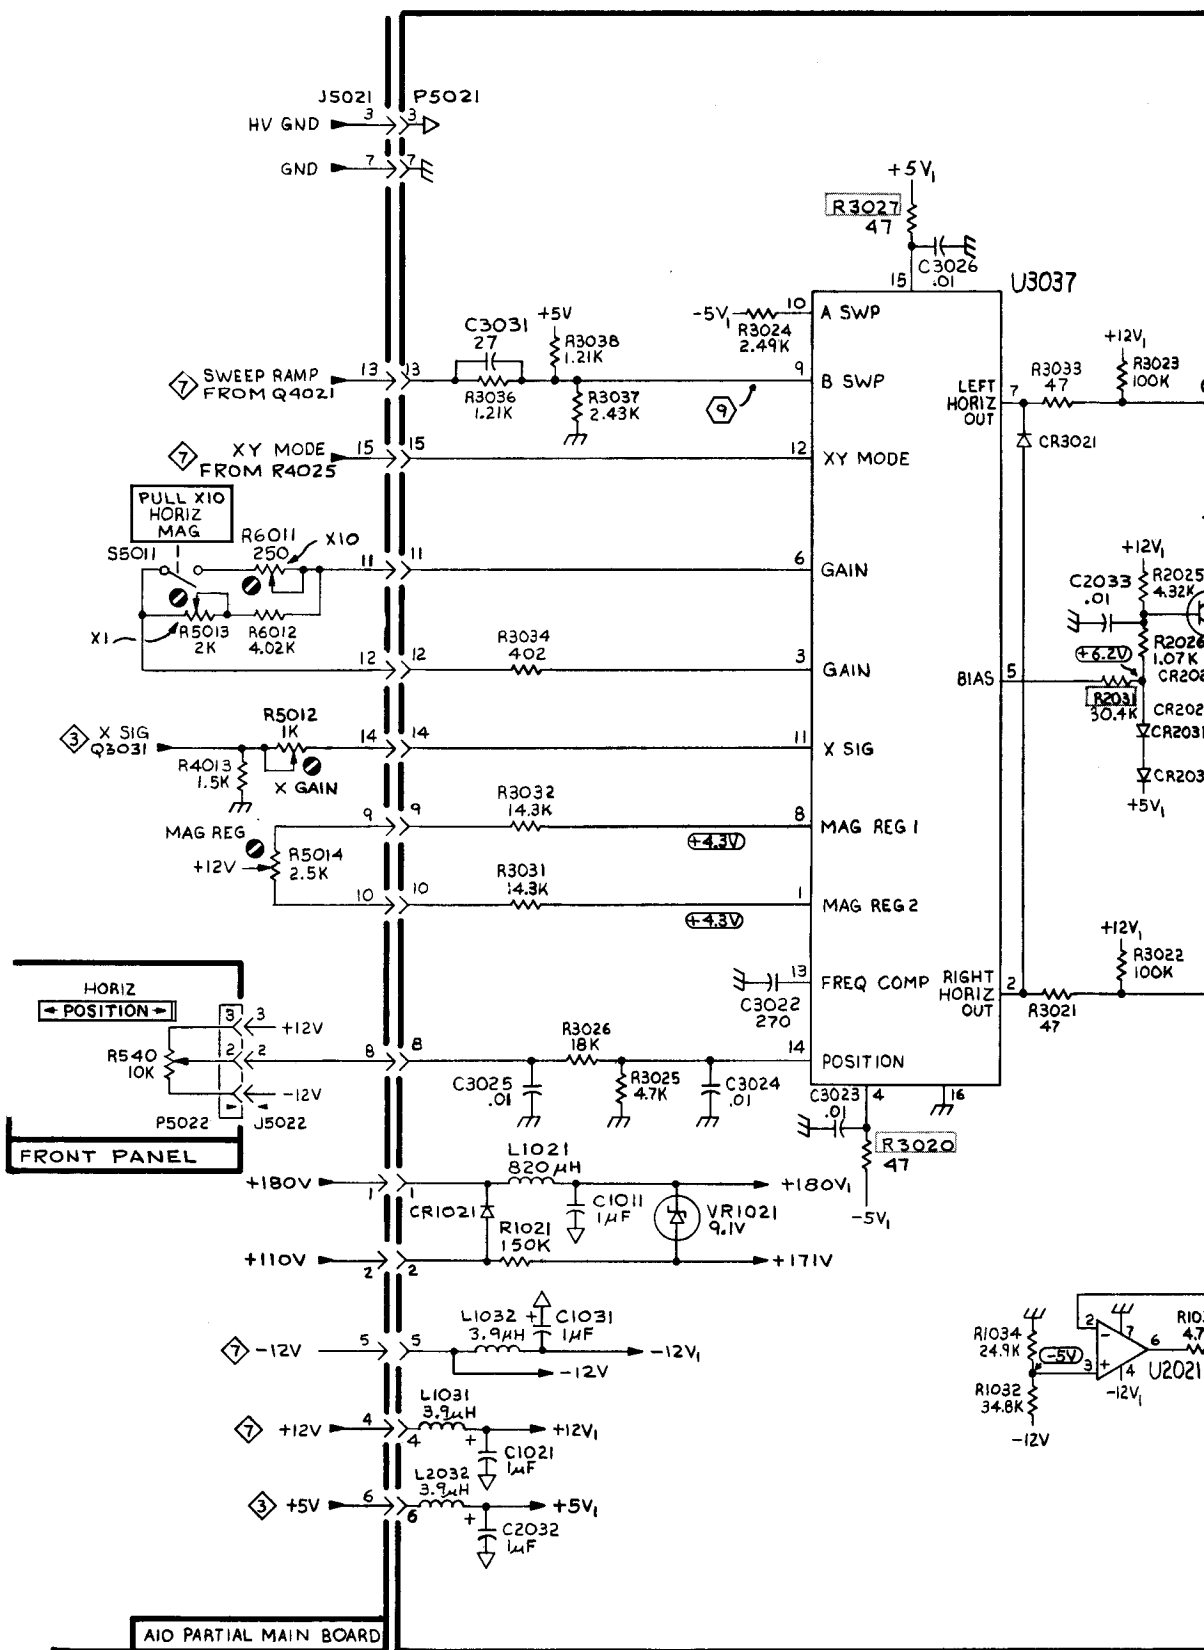 J5021 P5021
HV GND 3 3
GND 7 7
+5V1
R3027
47
C3026
.01
15
U3037
-5V1
R3024
2.49K
10 A SWP
C3031
27
+5V
R3038
1.21K
7 SWEEP RAMP
FROM Q4021
13 13
R3036
1.21K
R3037
2.43K
9
9 B SWP
LEFT
HORIZ
OUT
7
R3033
47
+12V1
R3023
100K
CR3021
7 XY MODE
FROM R4025
15 15
12 XY MODE
PULL X10
HORIZ
MAG
S5011
R6011
250
X10
11 11
6 GAIN
X1
R5013
2K
R6012
4.02K
12 12
R3034
402
3 GAIN
+12V1
C2033
.01
R2025
4.32K
R2026
1.07K
+6.2V
BIAS 5
R2031
30.4K
CR2031
+5V1
3 X SIG
Q3031
R4013
1.5K
R5012
1K
X GAIN
14 14
11 X SIG
MAG REG
+12V
R5014
2.5K
9 9
R3032
14.3K
+4.3V
8 MAG REG 1
10 10
R3031
14.3K
+4.3V
1 MAG REG 2
C3022
270
13 FREQ COMP
RIGHT
HORIZ
OUT
2
R3021
47
+12V1
R3022
100K
HORIZ
POSITION
R540
10K
3 3 +12V
2 2
-12V
P5022 J5022
FRONT PANEL
8 8
C3025
.01
R3026
18K
R3025
4.7K
C3024
.01
14 POSITION
C3023
.01
4
16
R3020
47
-5V1
+180V
1 1
L1021
820µH
CR1021
C1011
1µF
R1021
150K
VR1021
9.1V
+180V1
+110V
2 2
+171V
7 -12V
5 5
L1032
3.9µH
+ C1031
1µF
-12V1
-12V
7 +12V
4 4
L1031
3.9µH
+
C1021
1µF
+12V1
3 +5V
6 6
L2032
3.9µH
+
C2032
1µF
+5V1
R1034
24.9K
-5V
R1032
34.8K
-12V
2 -
3 +
7
6
4
-12V1
U2021
A10 PARTIAL MAIN BOARD